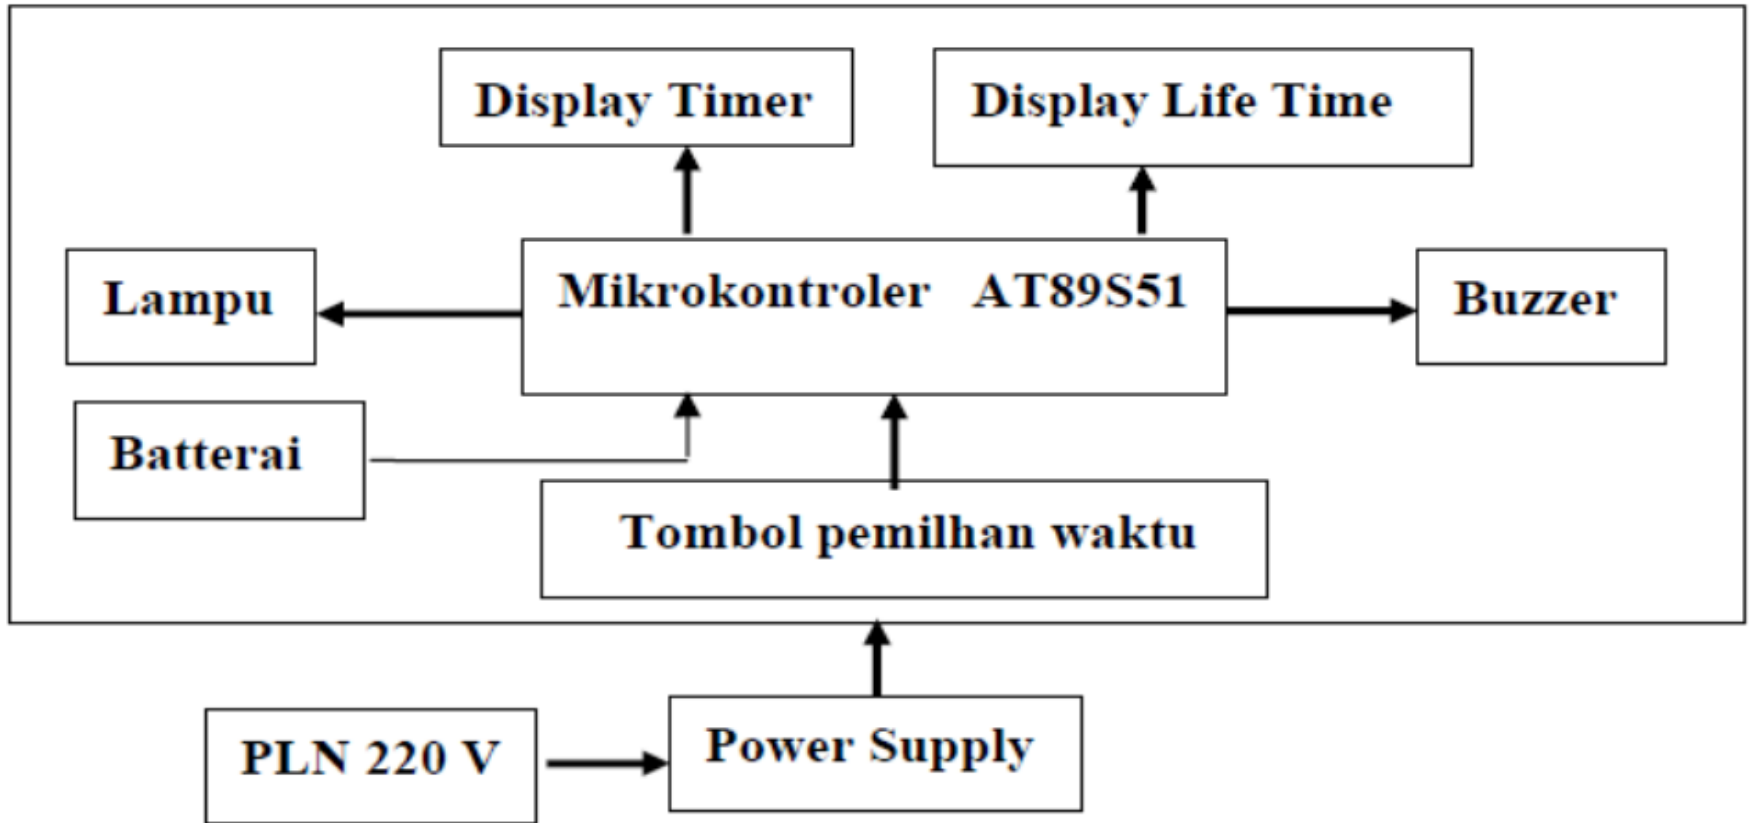 Display Timer
Display Life Time
Lampu
Mikrokontroler AT89S51
Buzzer
Batterai
Tombol pemilhan waktu
PLN 220 V
Power Supply